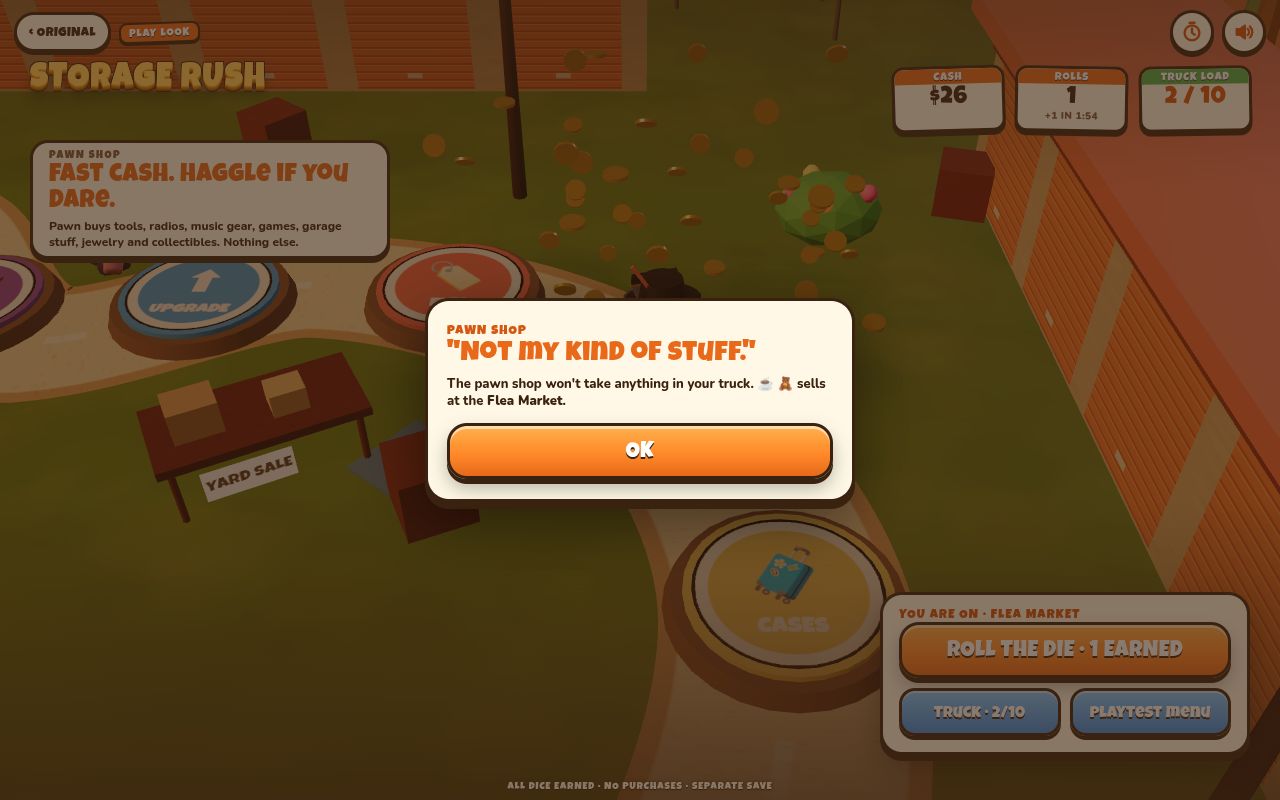 ‹ ORIGINAL
PLAY LOOK
STORAGE RUSH
CASH
$26
ROLLS
1
+1 IN 1:54
TRUCK LOAD
2 / 10
PAWN SHOP
FAST CASH. HAGGLE IF YOU
DARE.
Pawn buys tools, radios, music gear, games, garage
stuff, jewelry and collectibles. Nothing else.
UPGRADE
PAWN SHOP
"NOT MY KIND OF STUFF."
The pawn shop won't take anything in your truck. ☕ 🧸 sells
at the Flea Market.
OK
YARD SALE
CASES
YOU ARE ON · FLEA MARKET
ROLL THE DIE · 1 EARNED
TRUCK · 2/10
PLAYTEST MENU
ALL DICE EARNED · NO PURCHASES · SEPARATE SAVE